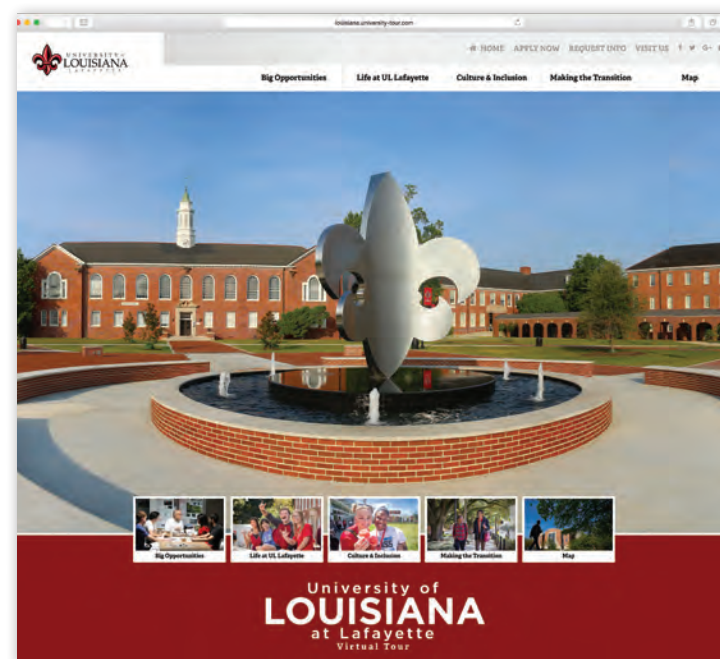 louisiana.university-tour.com
UNIVERSITY of
LOUISIANA
LAFAYETTE
HOME APPLY NOW REQUEST INFO VISIT US f G+
Big Opportunities Life at UL Lafayette Culture & Inclusion Making the Transition Map
Big Opportunities Life at UL Lafayette Culture & Inclusion Making the Transition Map
University of
LOUISIANA
at Lafayette
Virtual Tour